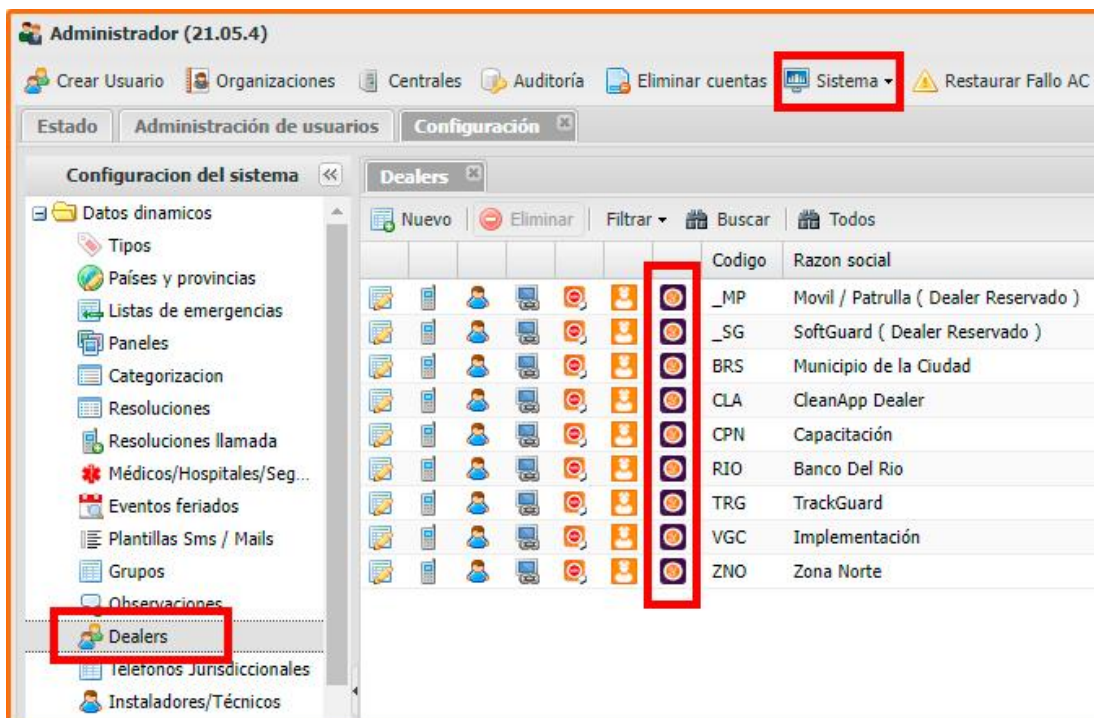 Administrador (21.05.4)
Crear Usuario Organizaciones Centrales Auditoría Eliminar cuentas Sistema Restaurar Fallo AC
Estado Administración de usuarios Configuración
Configuracion del sistema
Datos dinamicos
Tipos
Países y provincias
Listas de emergencias
Paneles
Categorizacion
Resoluciones
Resoluciones llamada
Médicos/Hospitales/Seg...
Eventos feriados
Plantillas Sms / Mails
Grupos
Observaciones
Dealers
Telefonos Jurisdiccionales
Instaladores/Técnicos
Dealers
Nuevo Eliminar Filtrar Buscar Todos
Codigo Razon social
_MP Movil / Patrulla ( Dealer Reservado )
_SG SoftGuard ( Dealer Reservado )
BRS Municipio de la Ciudad
CLA CleanApp Dealer
CPN Capacitación
RIO Banco Del Rio
TRG TrackGuard
VGC Implementación
ZNO Zona Norte